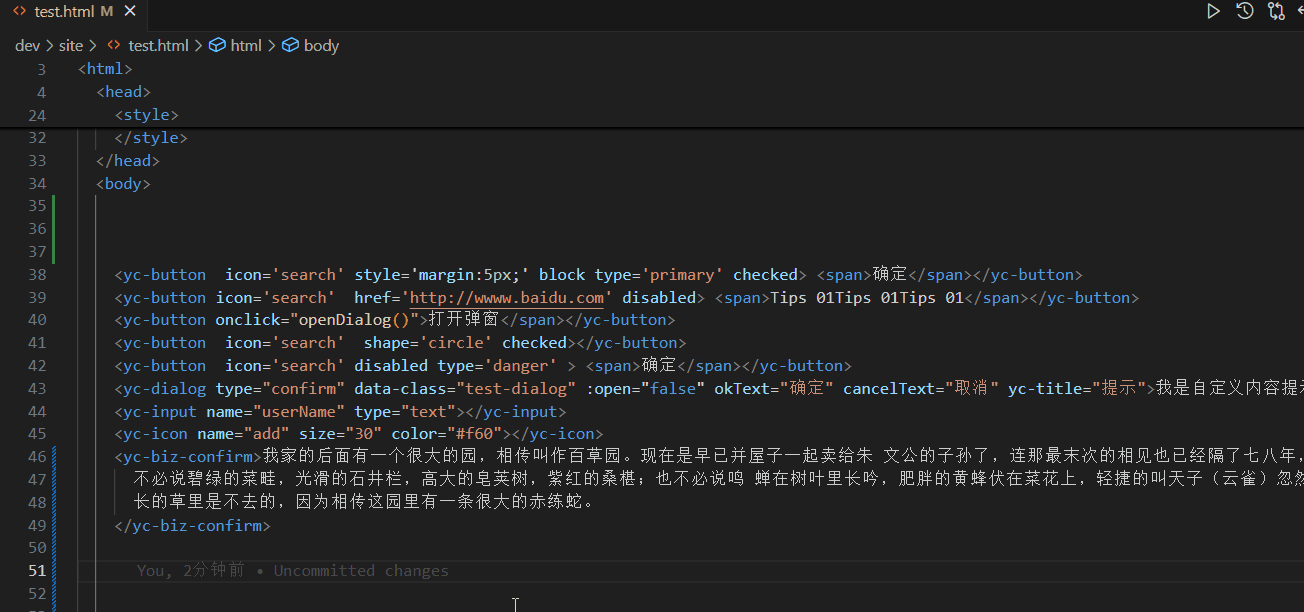 test.html M
dev > site > test.html > html > body
3 <html>
4 <head>
24 <style>
32 </style>
33 </head>
34 <body>
35
36
37
38 <yc-button  icon='search' style='margin:5px;' block type='primary' checked> <span>确定</span></yc-button>
39 <yc-button icon='search'  href='http://wwww.baidu.com' disabled> <span>Tips 01Tips 01Tips 01</span></yc-button>
40 <yc-button onclick="openDialog()">打开弹窗</span></yc-button>
41 <yc-button  icon='search'  shape='circle' checked></yc-button>
42 <yc-button  icon='search' disabled type='danger' > <span>确定</span></yc-button>
43 <yc-dialog type="confirm" data-class="test-dialog" :open="false" okText="确定" cancelText="取消" yc-title="提示">我是自定义内容提示
44 <yc-input name="userName" type="text"></yc-input>
45 <yc-icon name="add" size="30" color="#f60"></yc-icon>
46 <yc-biz-confirm>我家的后面有一个很大的园，相传叫作百草园。现在是早已并屋子一起卖给朱 文公的子孙了，连那最末次的相见也已经隔了七八年，
47 不必说碧绿的菜畦，光滑的石井栏，高大的皂荚树，紫红的桑椹；也不必说鸣 蝉在树叶里长吟，肥胖的黄蜂伏在菜花上，轻捷的叫天子（云雀）忽然
48 长的草里是不去的，因为相传这园里有一条很大的赤练蛇。
49 </yc-biz-confirm>
50
51 You, 2分钟前 • Uncommitted changes
52